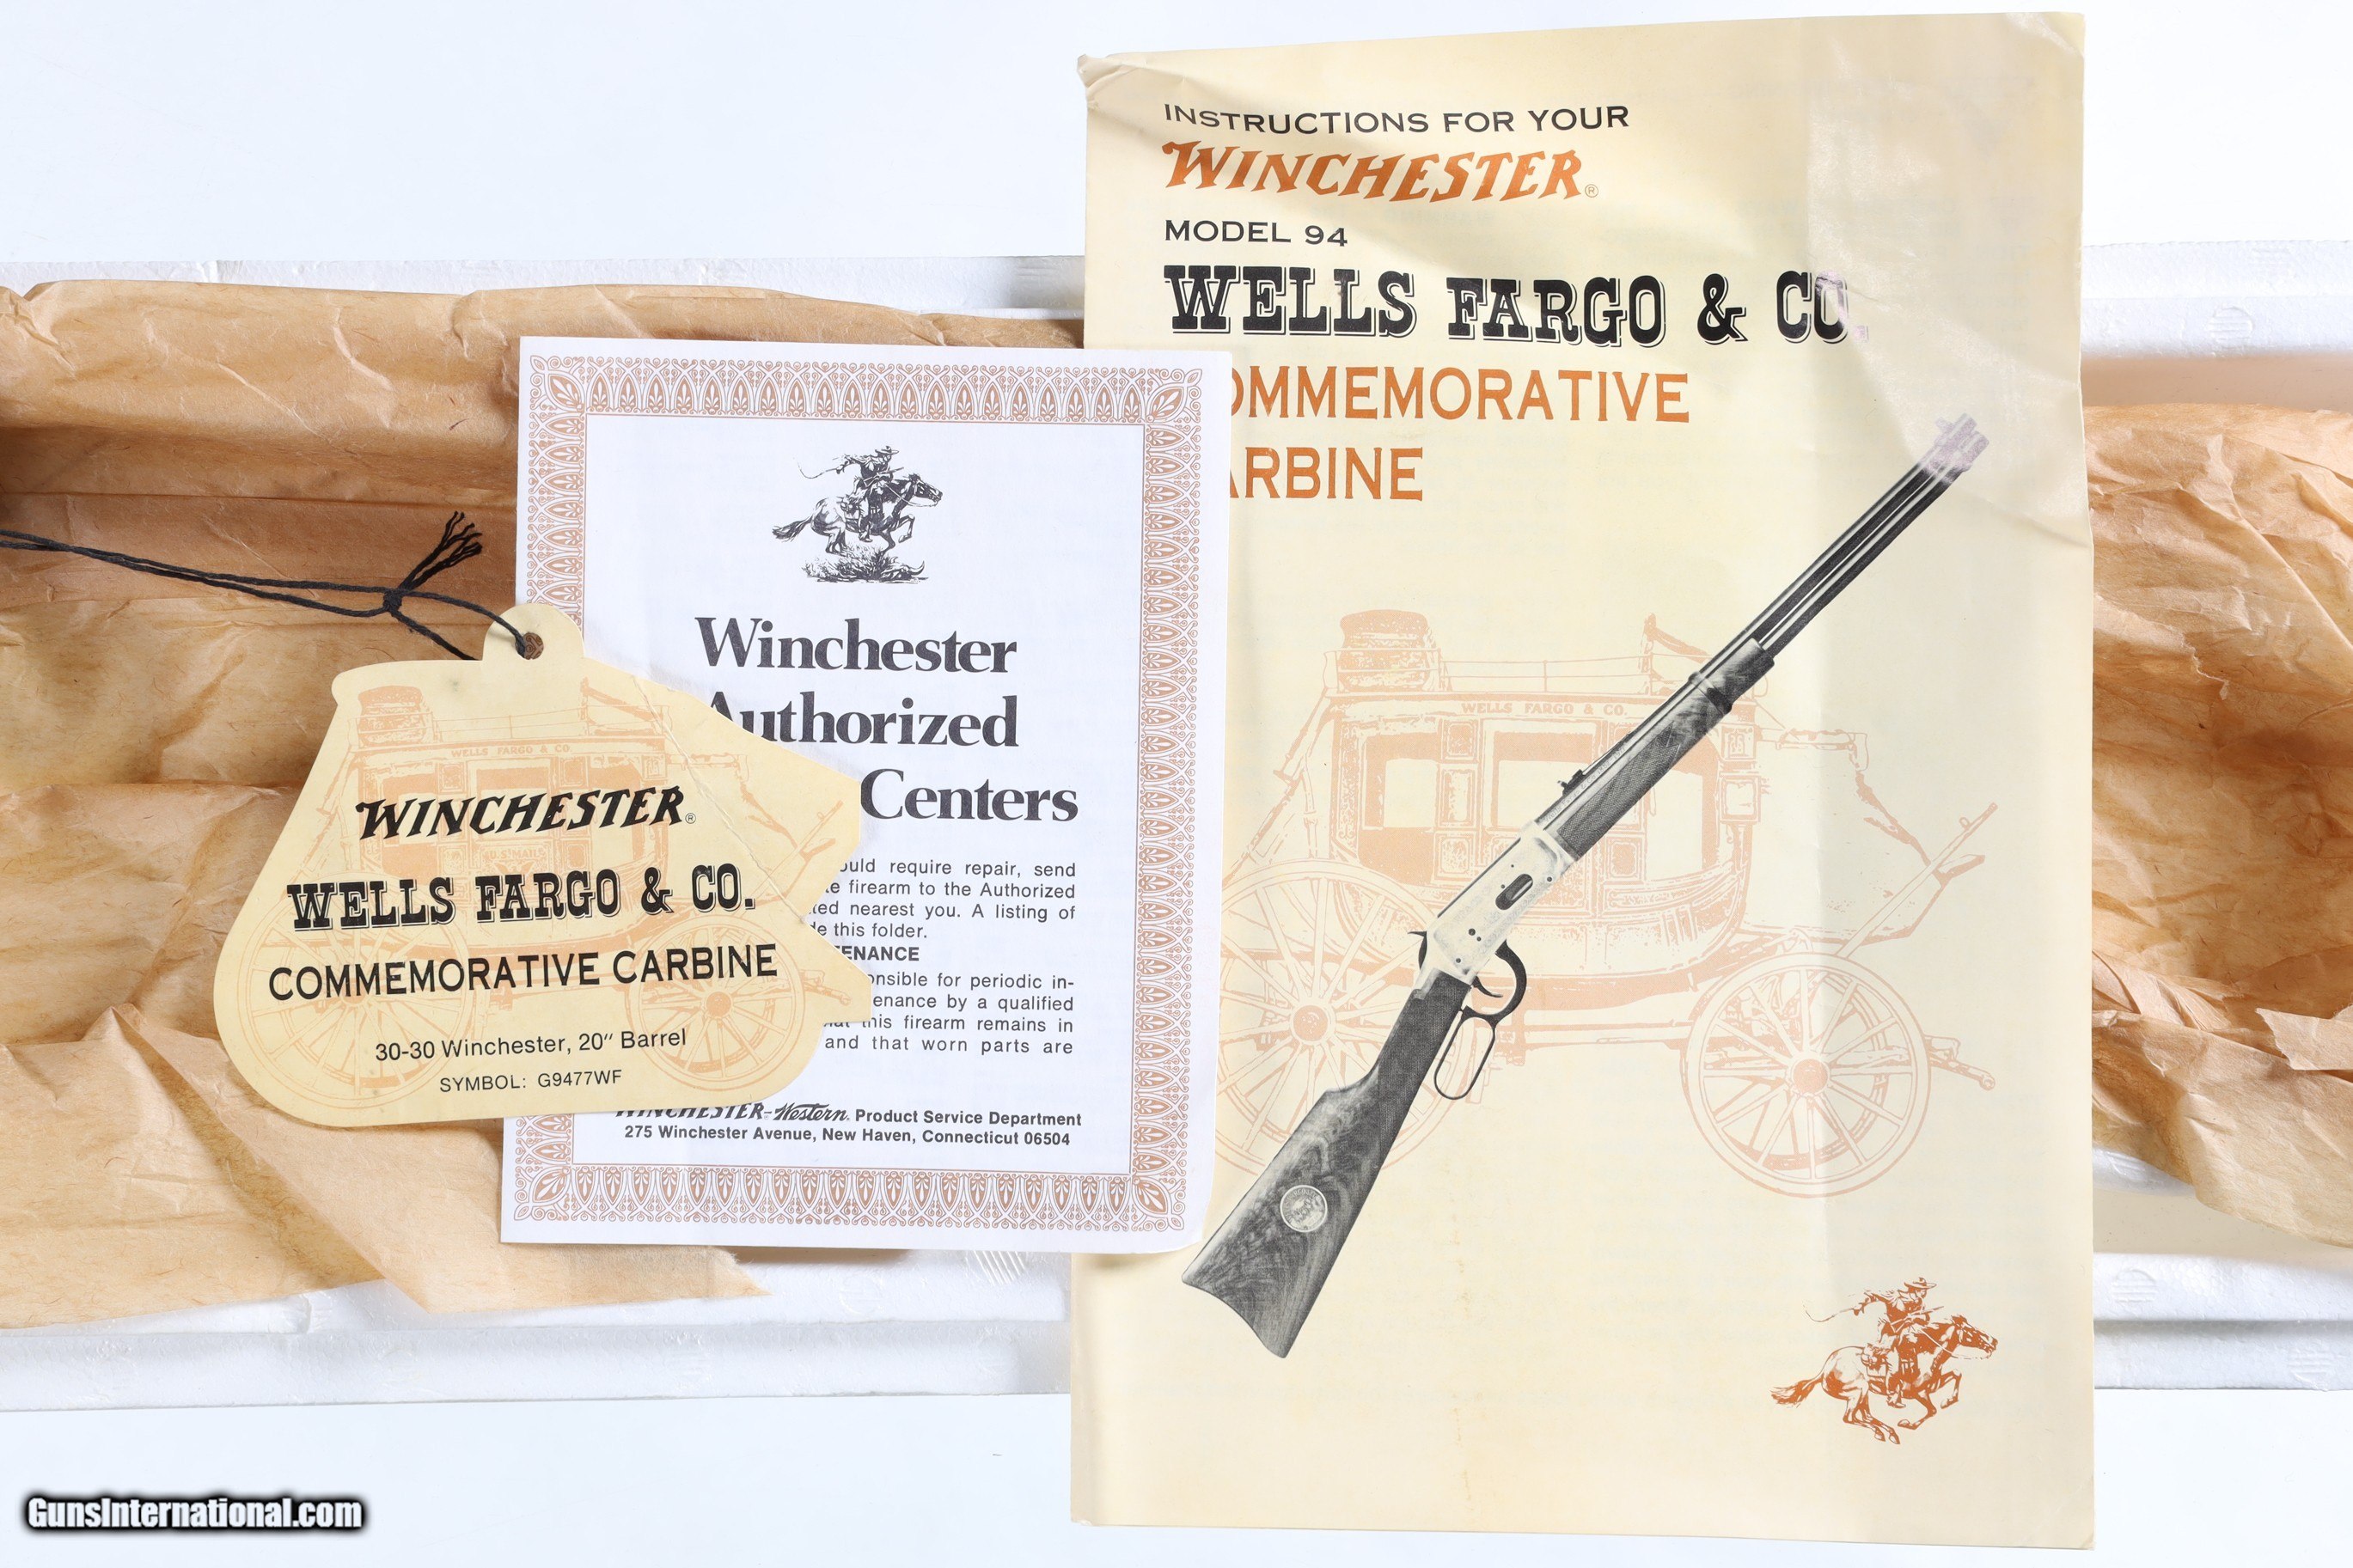 INSTRUCTIONS FOR YOUR
WINCHESTER®
MODEL 94
WELLS FARGO & CO.
OMMEMORATIVE
ARBINE
WELLS FARGO & CO.
Winchester
Authorized
Centers
ould require repair, send
firearm to the Authorized
nearest you. A listing of
this folder.
ENANCE
onsible for periodic in-
enance by a qualified
this firearm remains in
and that worn parts are
WINCHESTER-Western. Product Service Department
275 Winchester Avenue, New Haven, Connecticut 06504
WELLS FARGO & CO.
WINCHESTER®
U.S. MAIL
WELLS FARGO & CO.
COMMEMORATIVE CARBINE
30-30 Winchester, 20" Barrel
SYMBOL: G9477WF
GunsInternational.com